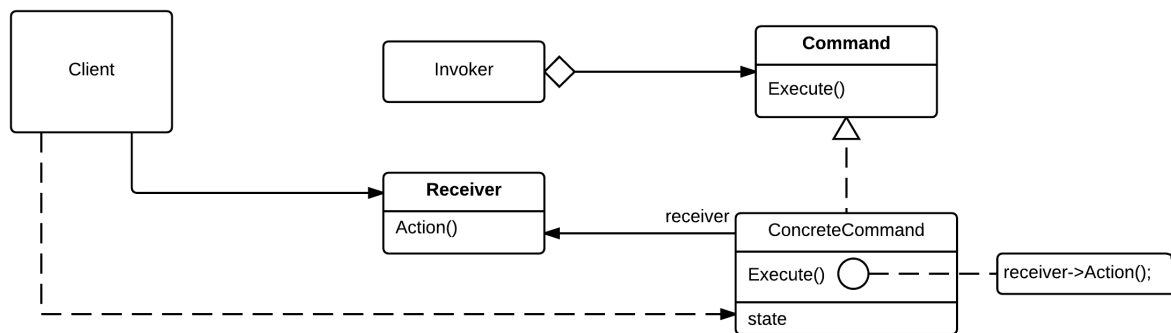 Client
Invoker
Command
Execute()
Receiver
Action()
receiver
ConcreteCommand
Execute()
receiver->Action();
state